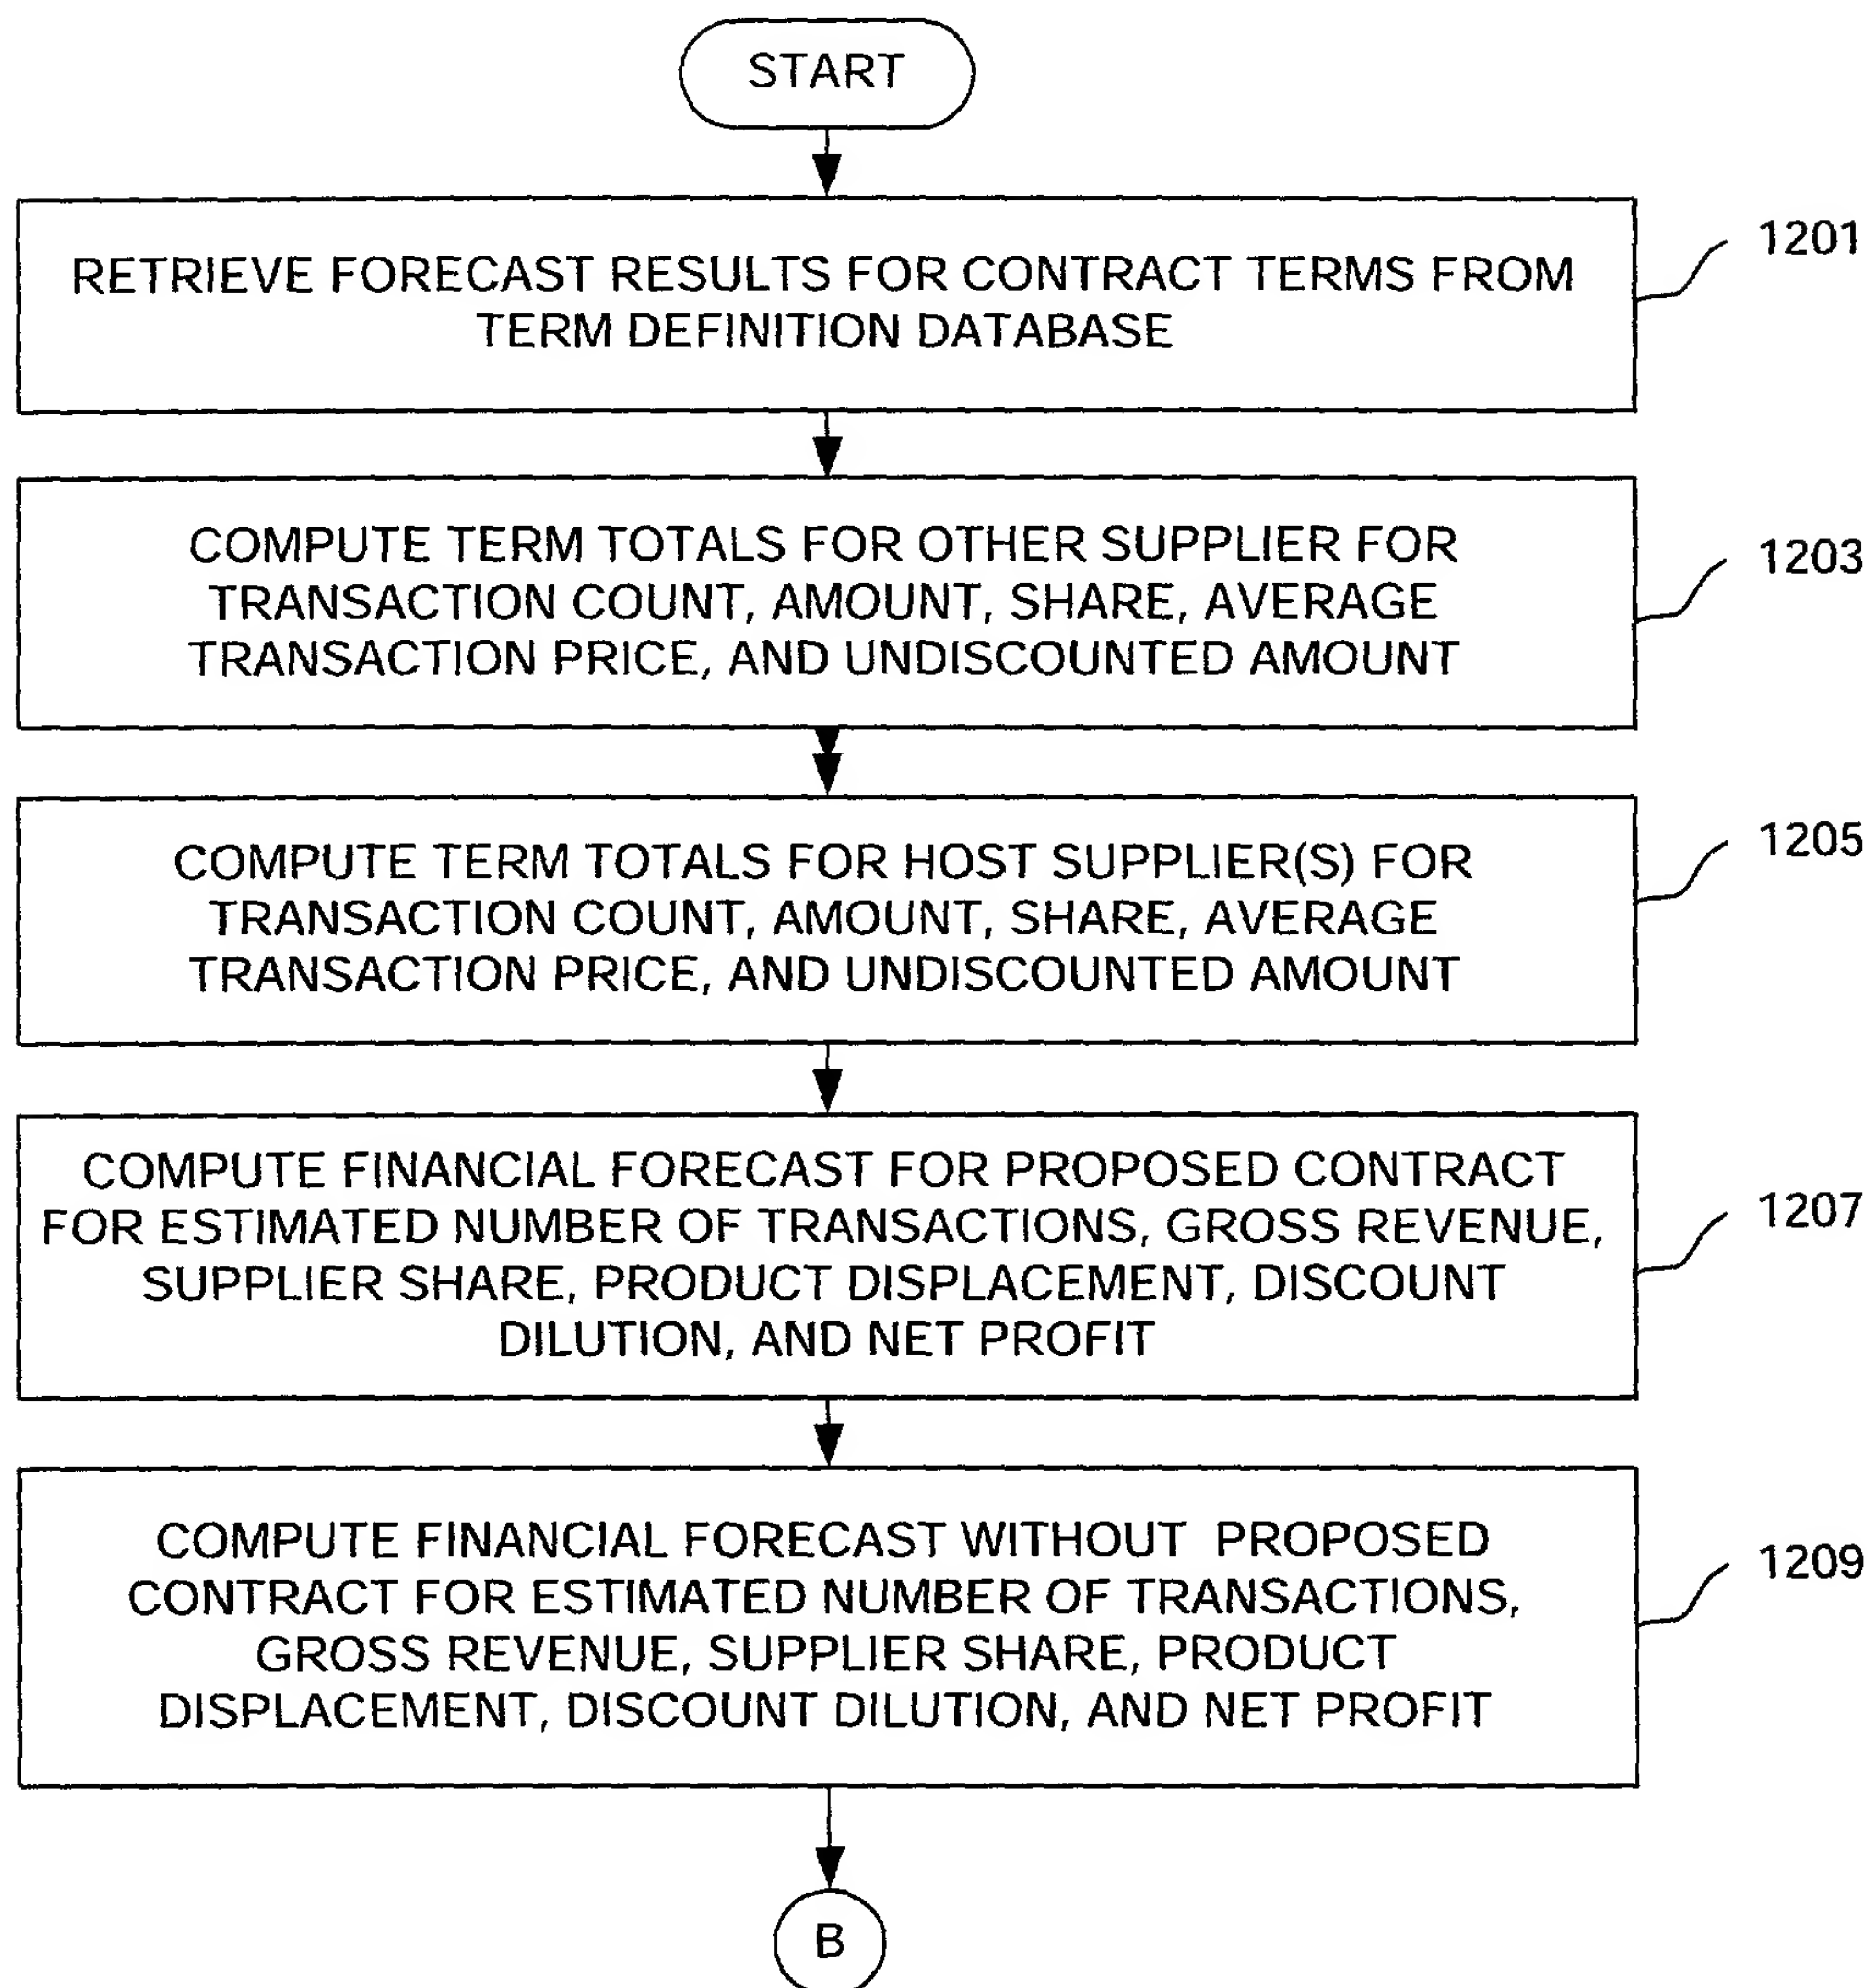 START
RETRIEVE FORECAST RESULTS FOR CONTRACT TERMS FROM
TERM DEFINITION DATABASE
1201
COMPUTE TERM TOTALS FOR OTHER SUPPLIER FOR
TRANSACTION COUNT, AMOUNT, SHARE, AVERAGE
TRANSACTION PRICE, AND UNDISCOUNTED AMOUNT
1203
COMPUTE TERM TOTALS FOR HOST SUPPLIER(S) FOR
TRANSACTION COUNT, AMOUNT, SHARE, AVERAGE
TRANSACTION PRICE, AND UNDISCOUNTED AMOUNT
1205
COMPUTE FINANCIAL FORECAST FOR PROPOSED CONTRACT
FOR ESTIMATED NUMBER OF TRANSACTIONS, GROSS REVENUE,
SUPPLIER SHARE, PRODUCT DISPLACEMENT, DISCOUNT
DILUTION, AND NET PROFIT
1207
COMPUTE FINANCIAL FORECAST WITHOUT PROPOSED
CONTRACT FOR ESTIMATED NUMBER OF TRANSACTIONS,
GROSS REVENUE, SUPPLIER SHARE, PRODUCT
DISPLACEMENT, DISCOUNT DILUTION, AND NET PROFIT
1209
B